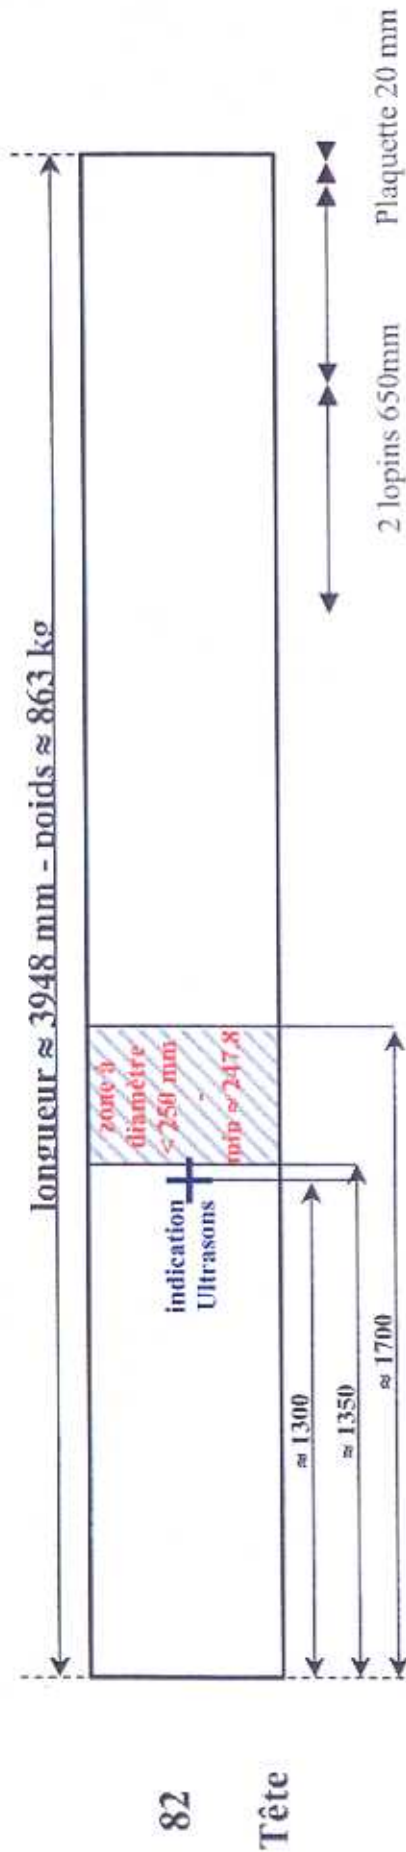 82
Tête
longueur ≈ 3948 mm - poids ≈ 863 kg
zone à
diamètre
< 250 mm
-
min ≈ 247,8
indication
Ultrasons
≈ 1300
≈ 1350
≈ 1700
2 lopins 650mm
Plaquette 20 mm